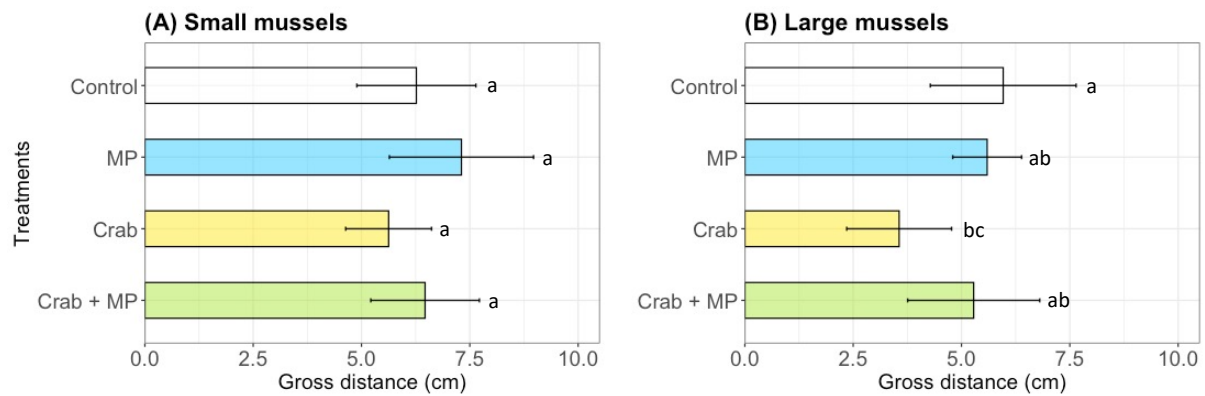 (A) Small mussels
Treatments
Control
a
MP
a
Crab
a
Crab + MP
a
0.0 2.5 5.0 7.5 10.0
Gross distance (cm)
(B) Large mussels
Control
a
MP
ab
Crab
bc
Crab + MP
ab
0.0 2.5 5.0 7.5 10.0
Gross distance (cm)